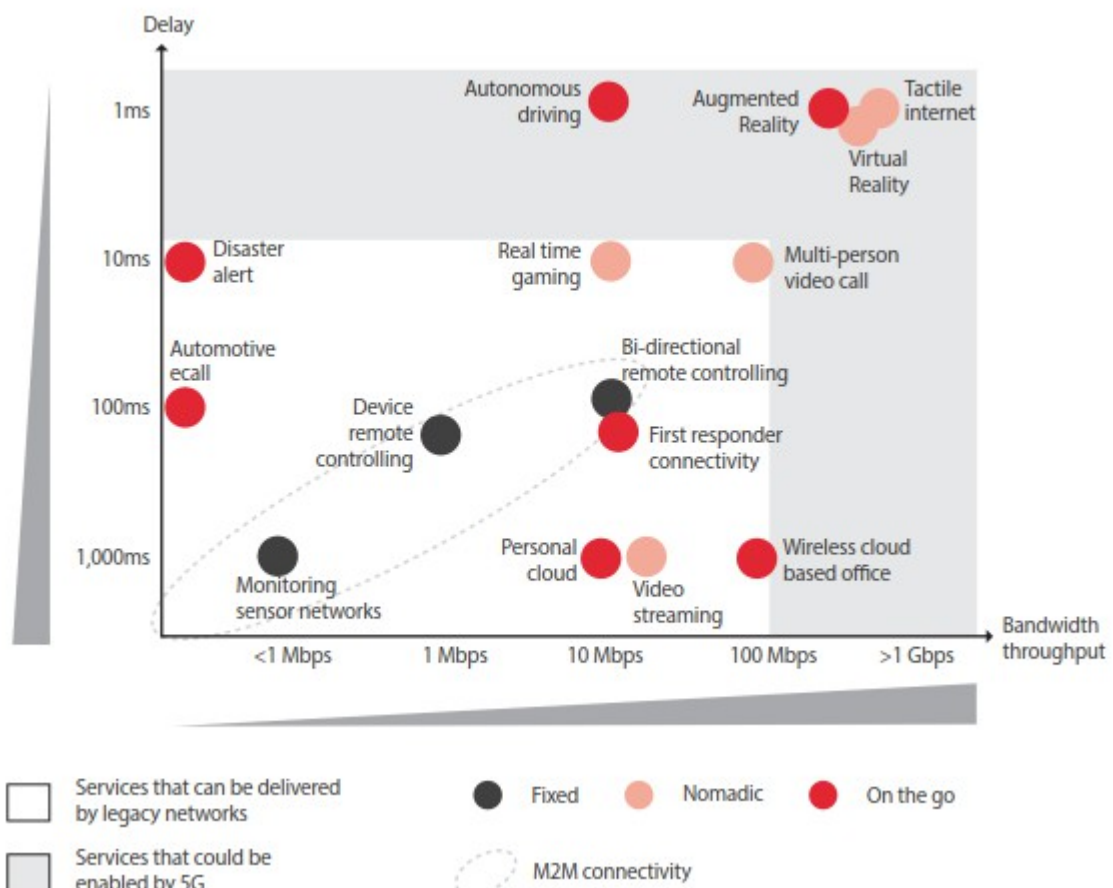 Delay
1ms
10ms
100ms
1,000ms
Autonomous
driving
Augmented
Reality
Tactile
internet
Virtual
Reality
Disaster
alert
Real time
gaming
Multi-person
video call
Automotive
ecall
Bi-directional
remote controlling
Device
remote
controlling
First responder
connectivity
Monitoring
sensor networks
Personal
cloud
Video
streaming
Wireless cloud
based office
Bandwidth
throughput
<1 Mbps
1 Mbps
10 Mbps
100 Mbps
>1 Gbps
Services that can be delivered
by legacy networks
Fixed
Nomadic
On the go
Services that could be
enabled by 5G
M2M connectivity